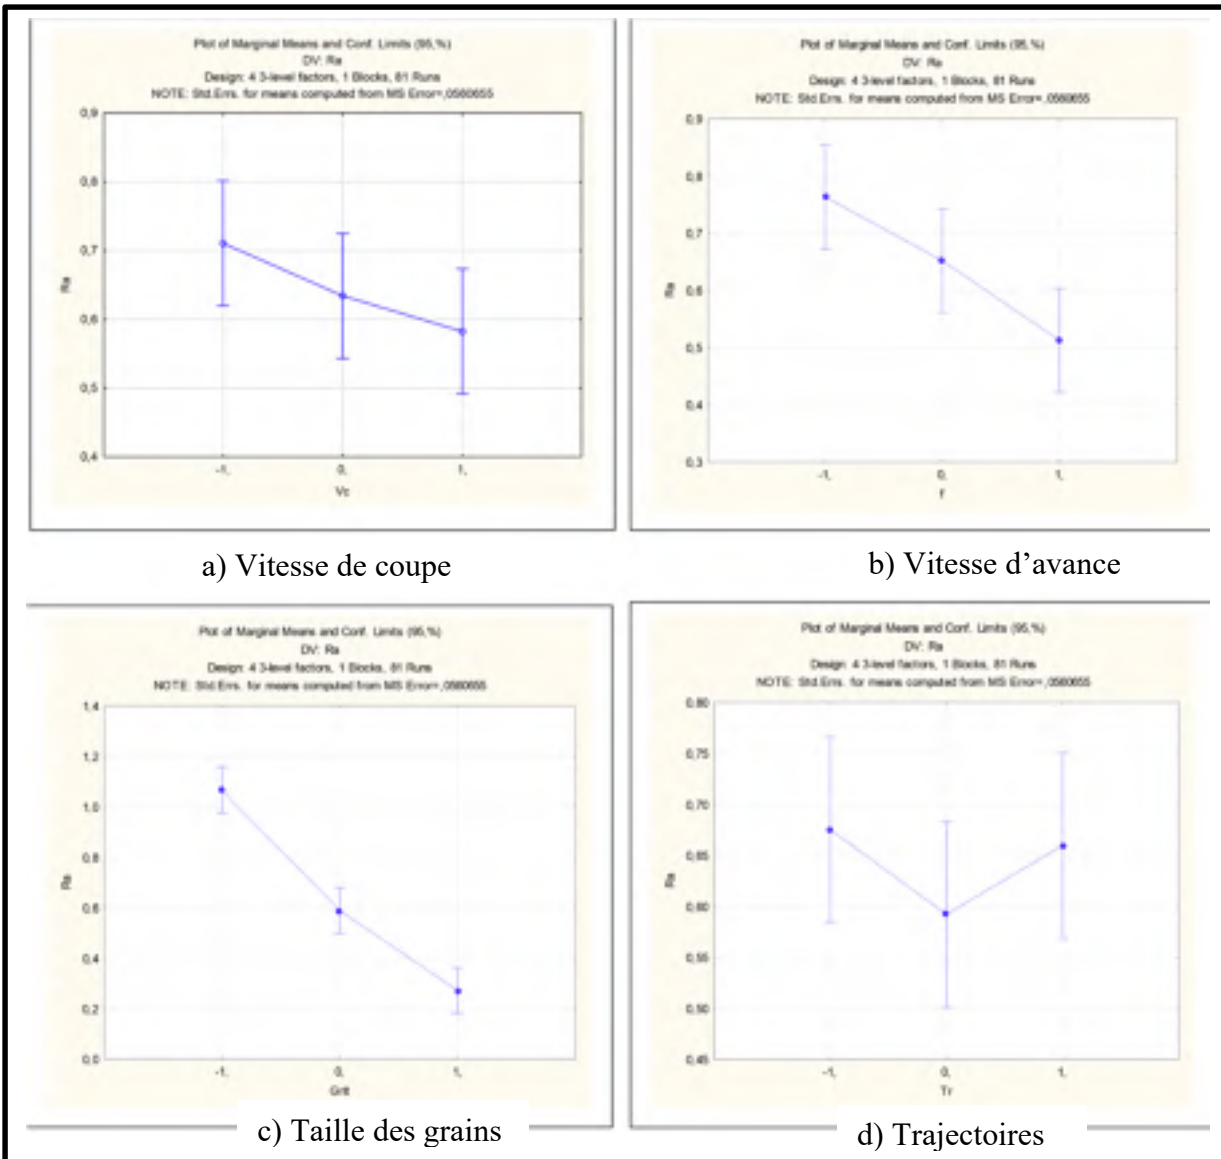 Plot of Marginal Means and Conf. Limits (95,%)
DV: Ra
Design: 4 3-level factors, 1 Blocks, 81 Runs
NOTE: Std.Errs. for means computed from MS Error=,0560655
0,9
0,8
0,7
0,6
0,5
0,4
Ra
-1, 0, 1,
Vc
a) Vitesse de coupe
Plot of Marginal Means and Conf. Limits (95,%)
DV: Ra
Design: 4 3-level factors, 1 Blocks, 81 Runs
NOTE: Std.Errs. for means computed from MS Error=,0560655
0,9
0,8
0,7
0,6
0,5
0,4
0,3
Ra
-1, 0, 1,
f
b) Vitesse d’avance
Plot of Marginal Means and Conf. Limits (95,%)
DV: Ra
Design: 4 3-level factors, 1 Blocks, 81 Runs
NOTE: Std.Errs. for means computed from MS Error=,0560655
1,4
1,2
1,0
0,8
0,6
0,4
0,2
0,0
Ra
-1, 0, 1,
Grit
c) Taille des grains
Plot of Marginal Means and Conf. Limits (95,%)
DV: Ra
Design: 4 3-level factors, 1 Blocks, 81 Runs
NOTE: Std.Errs. for means computed from MS Error=,0560655
0,80
0,75
0,70
0,65
0,60
0,55
0,50
0,45
Ra
-1, 0, 1,
Tr
d) Trajectoires